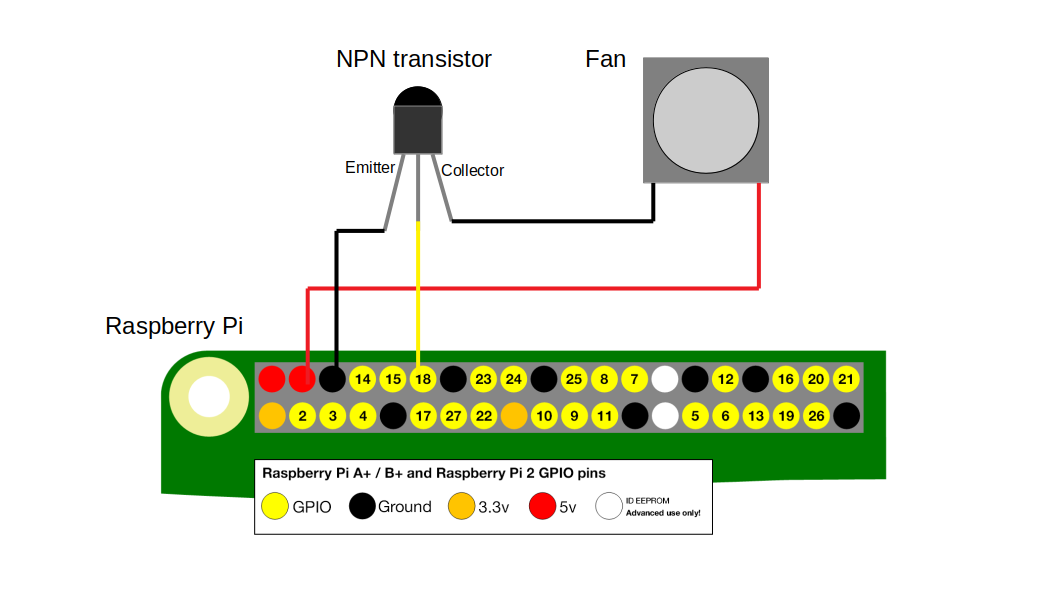 NPN transistor
Fan
Emitter
Collector
Raspberry Pi
14 15 18 23 24 25 8 7 12 16 20 21
2 3 4 17 27 22 10 9 11 5 6 13 19 26
Raspberry Pi A+ / B+ and Raspberry Pi 2 GPIO pins
GPIO Ground 3.3v 5v ID EEPROM
Advanced use only!